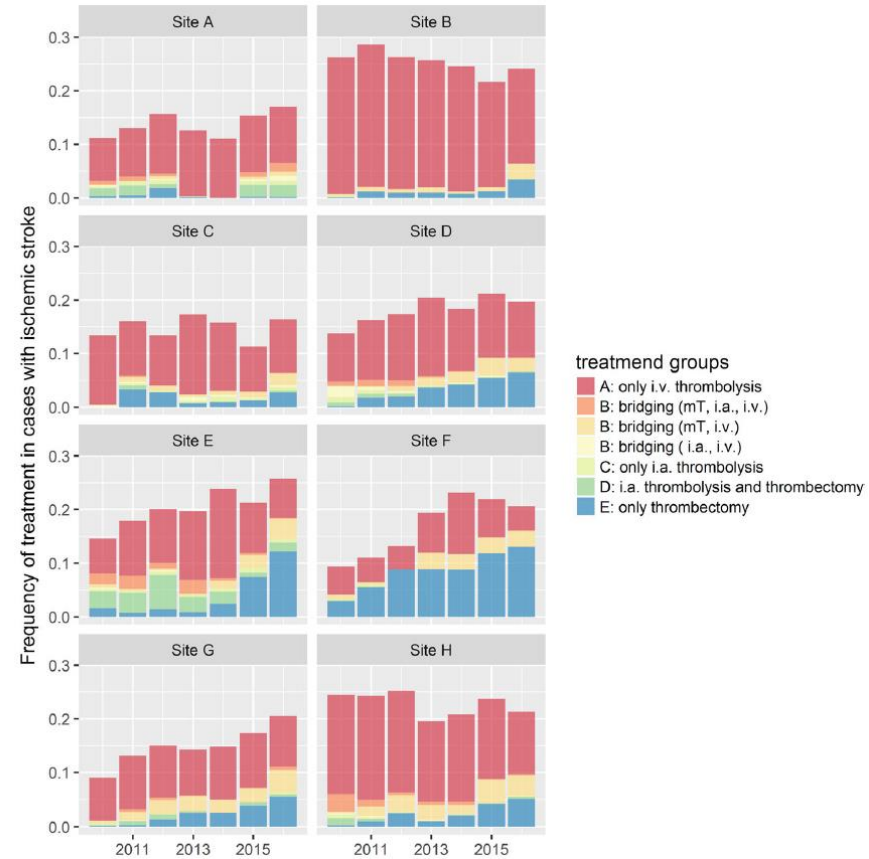 Site A
Site B
0.3
0.2
0.1
0.0
Site C
Site D
0.3
0.2
0.1
0.0
Site E
Site F
0.3
0.2
0.1
0.0
Site G
Site H
0.3
0.2
0.1
0.0
2011 2013 2015 2011 2013 2015
Frequency of treatment in cases with ischemic stroke
treatmend groups
A: only i.v. thrombolysis
B: bridging (mT, i.a., i.v.)
B: bridging (mT, i.v.)
B: bridging ( i.a., i.v.)
C: only i.a. thrombolysis
D: i.a. thrombolysis and thrombectomy
E: only thrombectomy